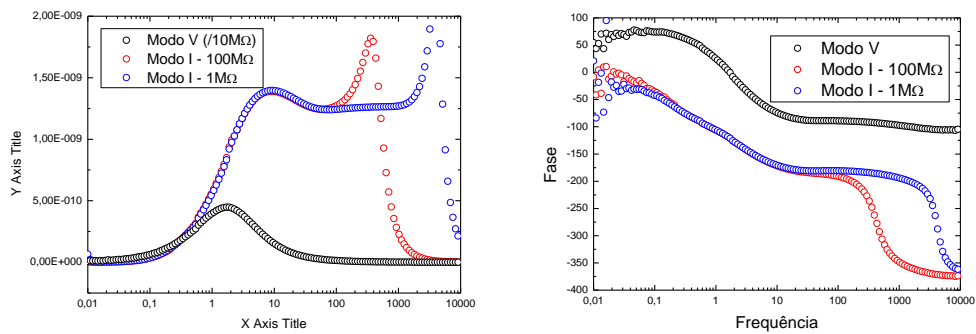 2,00E-009
1,50E-009
1,00E-009
5,00E-010
0,00E+000
Y Axis Title
Modo V (/10MΩ)
Modo I - 100MΩ
Modo I - 1MΩ
0,01 0,1 1 10 100 1000 10000
X Axis Title
100
50
0
-50
-100
-150
-200
-250
-300
-350
-400
Fase
Modo V
Modo I - 100MΩ
Modo I - 1MΩ
0,01 0,1 1 10 100 1000 10000
Frequência